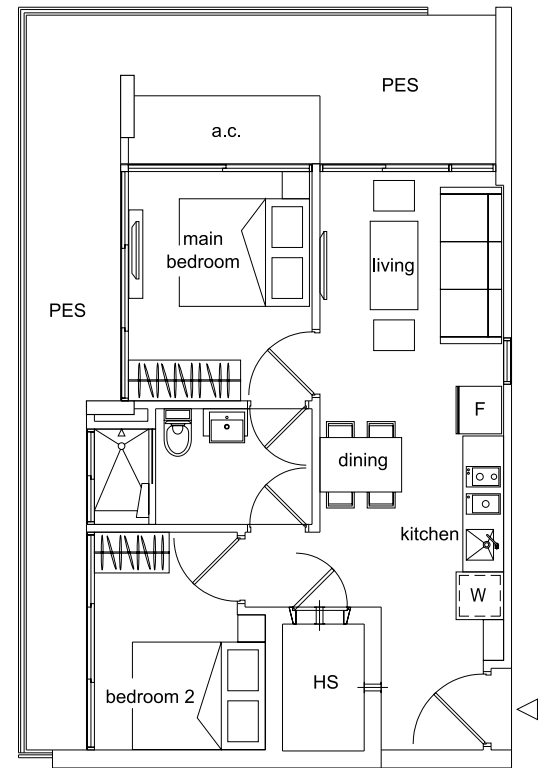 PES
a.c.
main
bedroom
living
PES
F
dining
kitchen
W
HS
bedroom 2